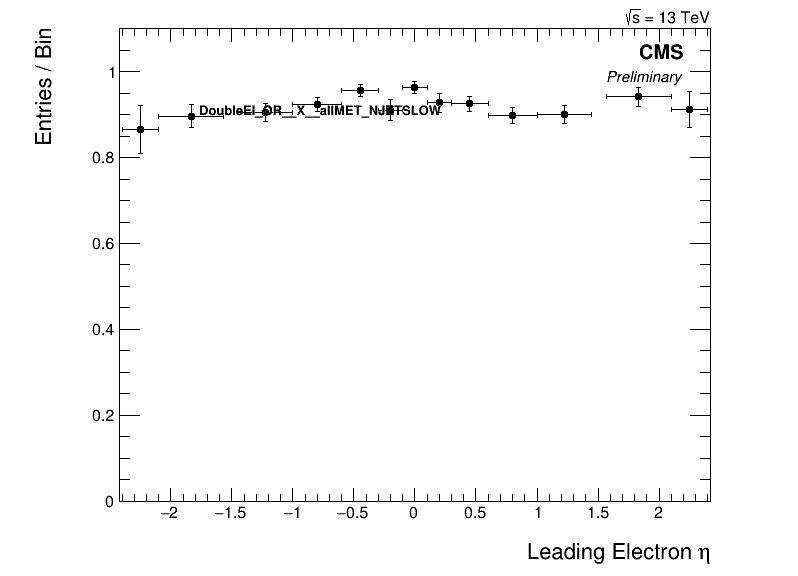 √s = 13 TeV
CMS
Preliminary
Entries / Bin
DoubleEl_OR__X__allMET_NJETSLOW
1
0.8
0.6
0.4
0.2
0
−2 −1.5 −1 −0.5 0 0.5 1 1.5 2
Leading Electron η